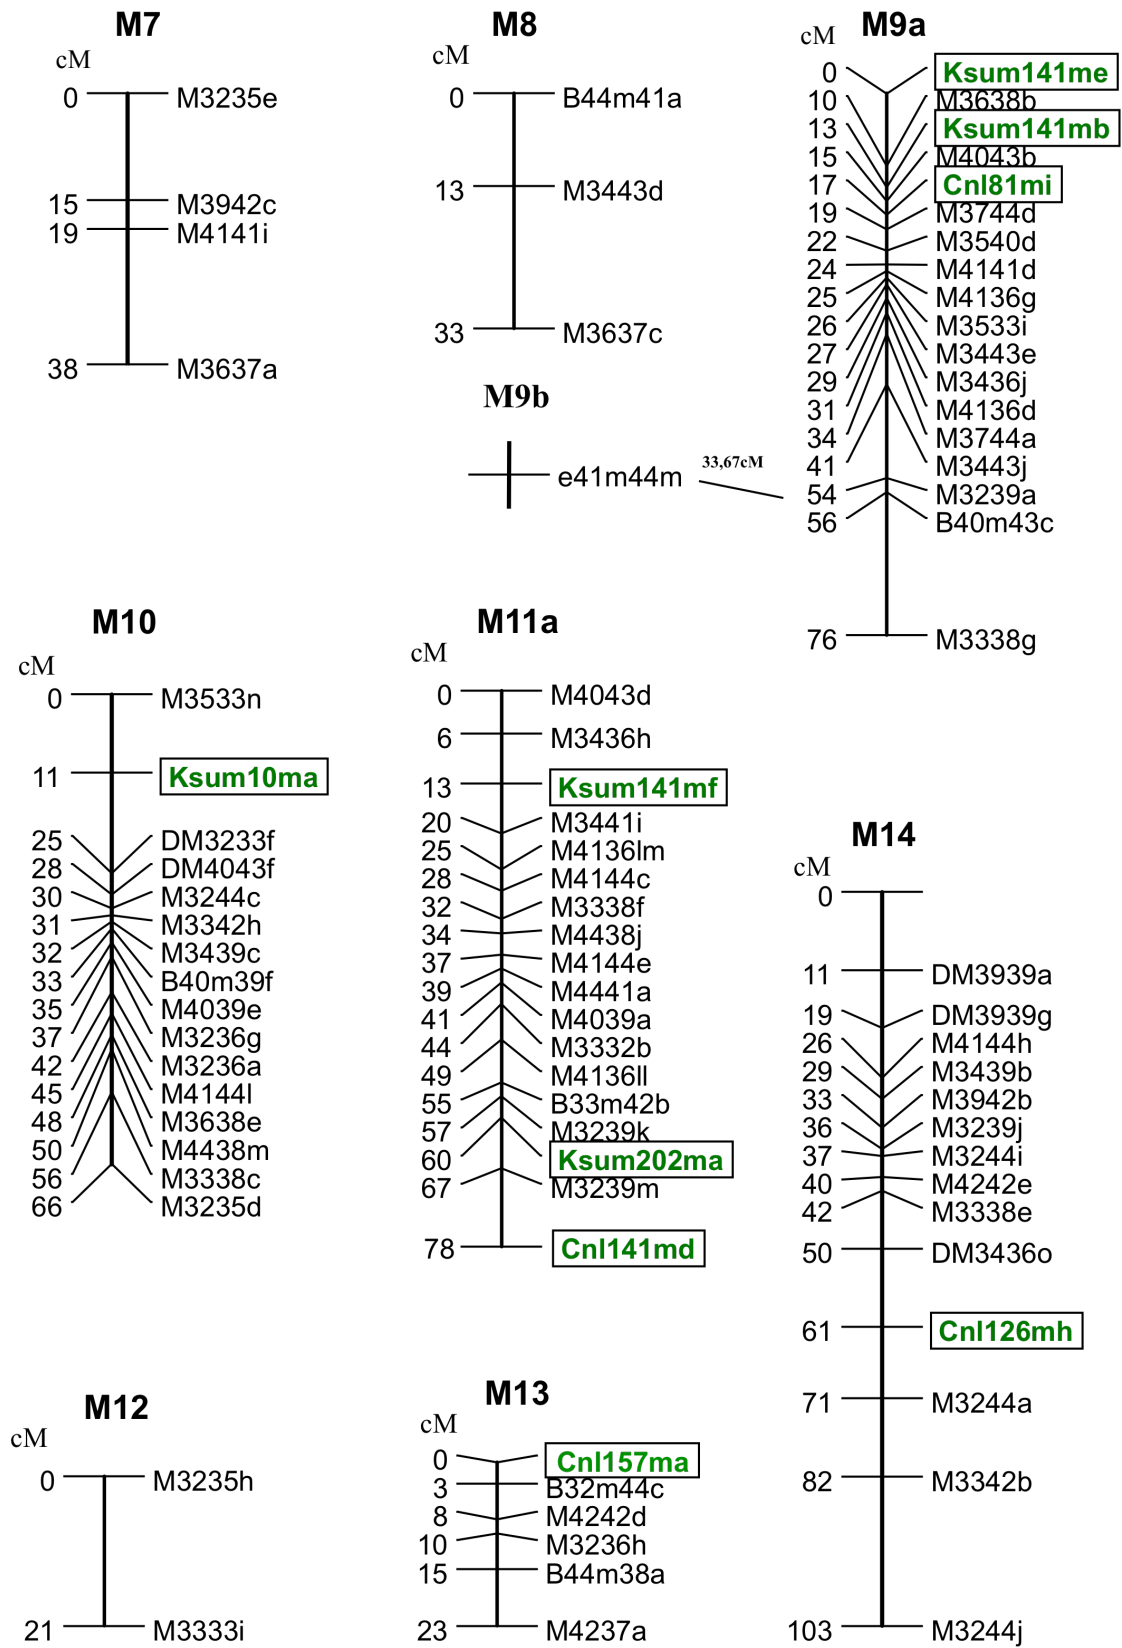 M7
cM
0 M3235e
15 M3942c
19 M4141i
38 M3637a
M8
0 B44m41a
13 M3443d
33 M3637c
M9b
e41m44m
33,67cM
M9a
cM
0 Ksum141me
10 M3638b
13 Ksum141mb
15 M4043b
17 Cnl81mi
19 M3744d
22 M3540d
24 M4141d
25 M4136g
26 M3533i
27 M3443e
29 M3436j
31 M4136d
34 M3744a
41 M3443j
54 M3239a
56 B40m43c
76 M3338g
M10
cM
0 M3533n
11 Ksum10ma
25 DM3233f
28 DM4043f
30 M3244c
31 M3342h
32 M3439c
33 B40m39f
35 M4039e
37 M3236g
42 M3236a
45 M4144l
48 M3638e
50 M4438m
56 M3338c
66 M3235d
M11a
cM
0 M4043d
6 M3436h
13 Ksum141mf
20 M3441i
25 M4136lm
28 M4144c
32 M3338f
34 M4438j
37 M4144e
39 M4441a
41 M4039a
44 M3332b
49 M4136ll
55 B33m42b
57 M3239k
60 Ksum202ma
67 M3239m
78 Cnl141md
M14
cM
0
11 DM3939a
19 DM3939g
26 M4144h
29 M3439b
33 M3942b
36 M3239j
37 M3244i
40 M4242e
42 M3338e
50 DM3436o
61 Cnl126mh
71 M3244a
82 M3342b
103 M3244j
M12
cM
0 M3235h
21 M3333i
M13
cM
0 Cnl157ma
3 B32m44c
8 M4242d
10 M3236h
15 B44m38a
23 M4237a